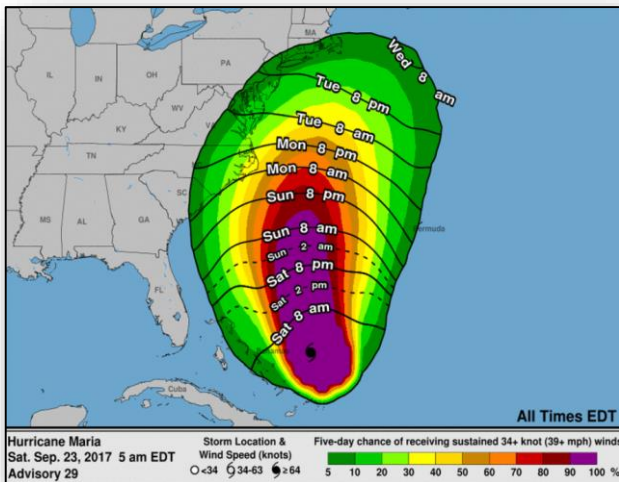 MA
PA
IL
IN
OH
WV
V
KY
TN
SC
MS
AL
GA
FL
Wed 8 am
Tue 8 pm
Tue 8 am
Mon 8 pm
Mon 8 am
Sun 8 pm
Sun 8 am
Sun 2 am
Sat 8 pm
Sat 2 pm
Sat 8 am
Bermuda
Bahamas
Cuba
All Times EDT
Hurricane Maria
Sat. Sep. 23, 2017 5 am EDT
Advisory 29
Storm Location &
Wind Speed (knots)
<34 34-63 ≥ 64
Five-day chance of receiving sustained 34+ knot (39+ mph) winds
5 10 20 30 40 50 60 70 80 90 100 %